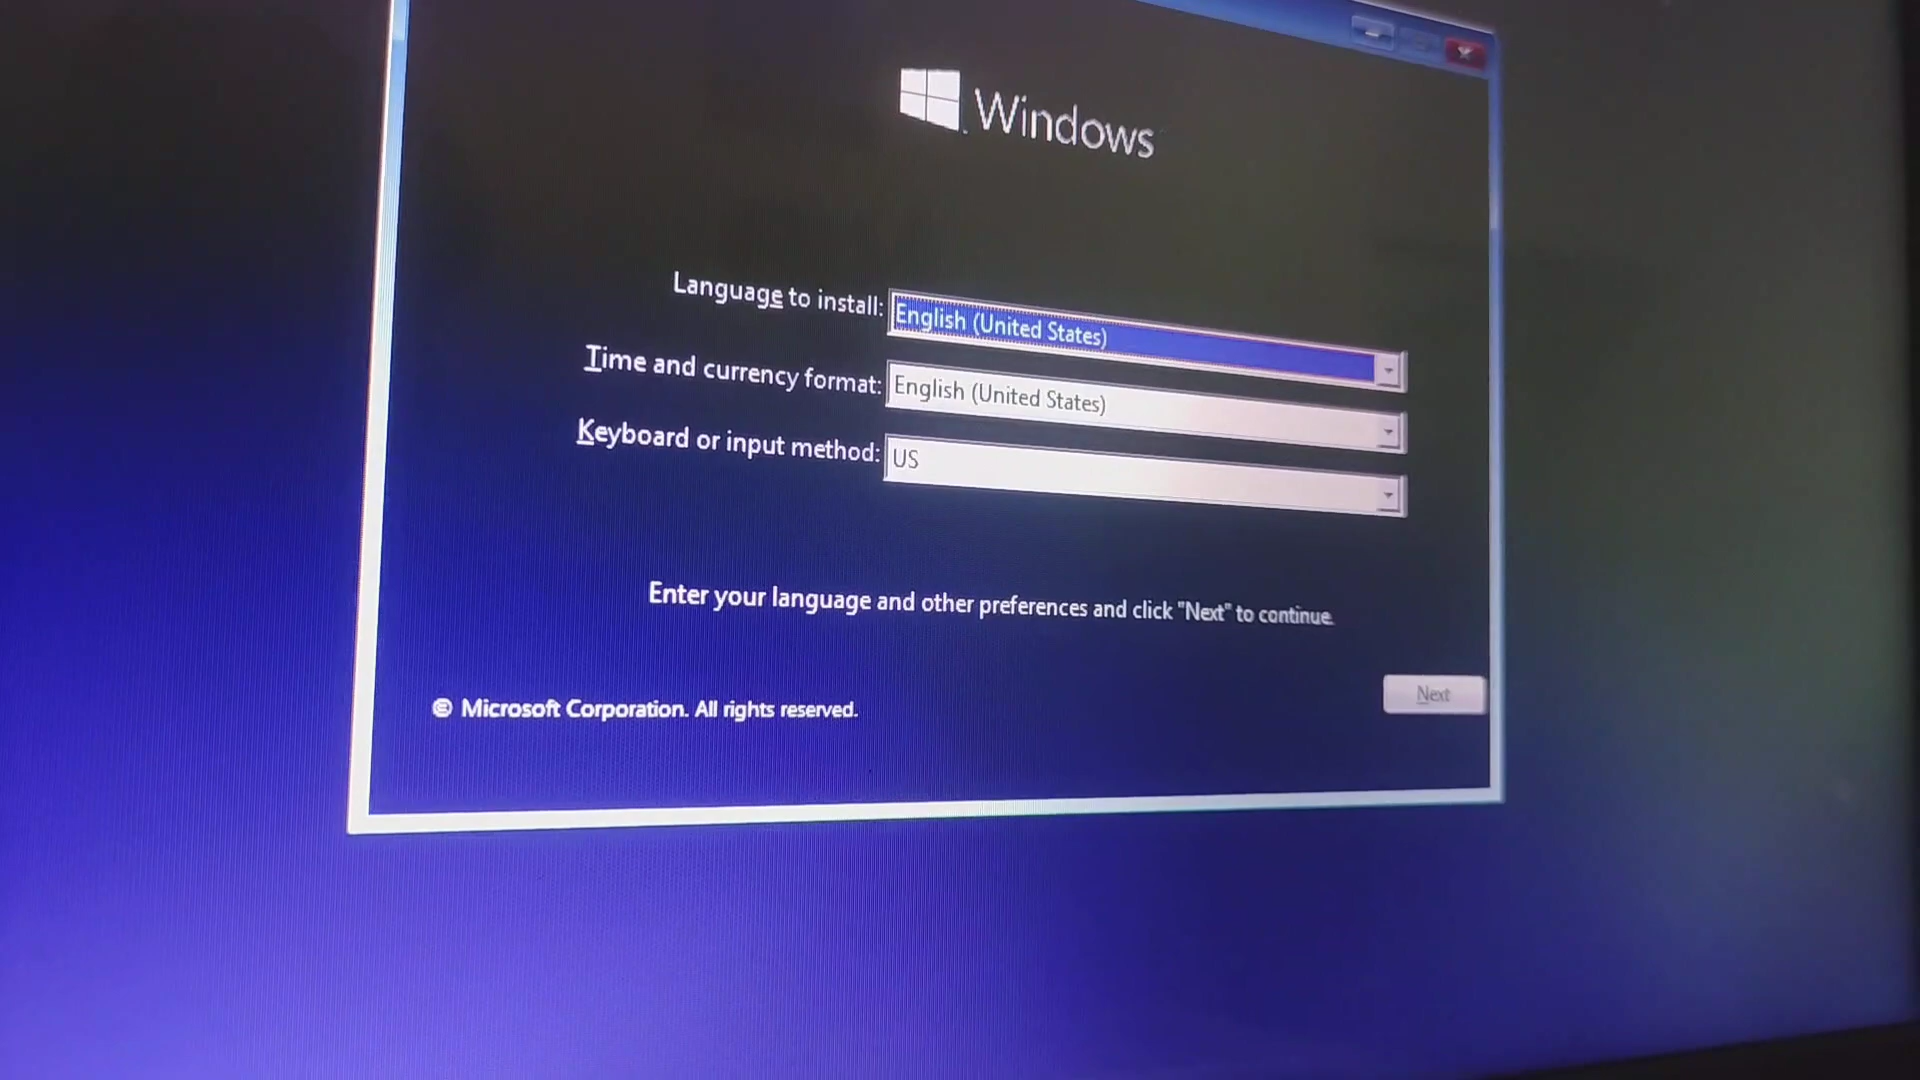 Windows
Language to install: English (United States)
Time and currency format: English (United States)
Keyboard or input method: US
Enter your language and other preferences and click "Next" to continue.
© Microsoft Corporation. All rights reserved.
Next